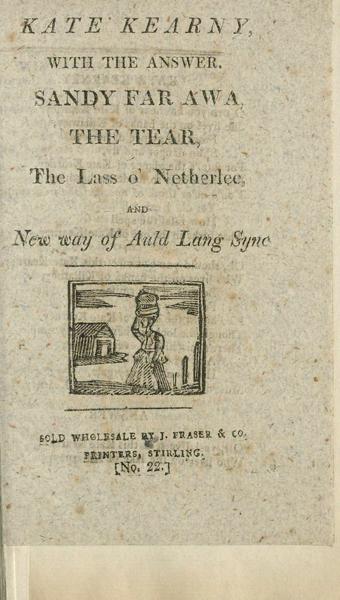 KATE KEARNY,
WITH THE ANSWER.
SANDY FAR AWA,
THE TEAR,
The Lass o' Netherlee,
AND
New way of Auld Lang Syne
SOLD WHOLESALE BY J. FRASER & CO.
PRINTERS, STIRLING.
[No. 22.]